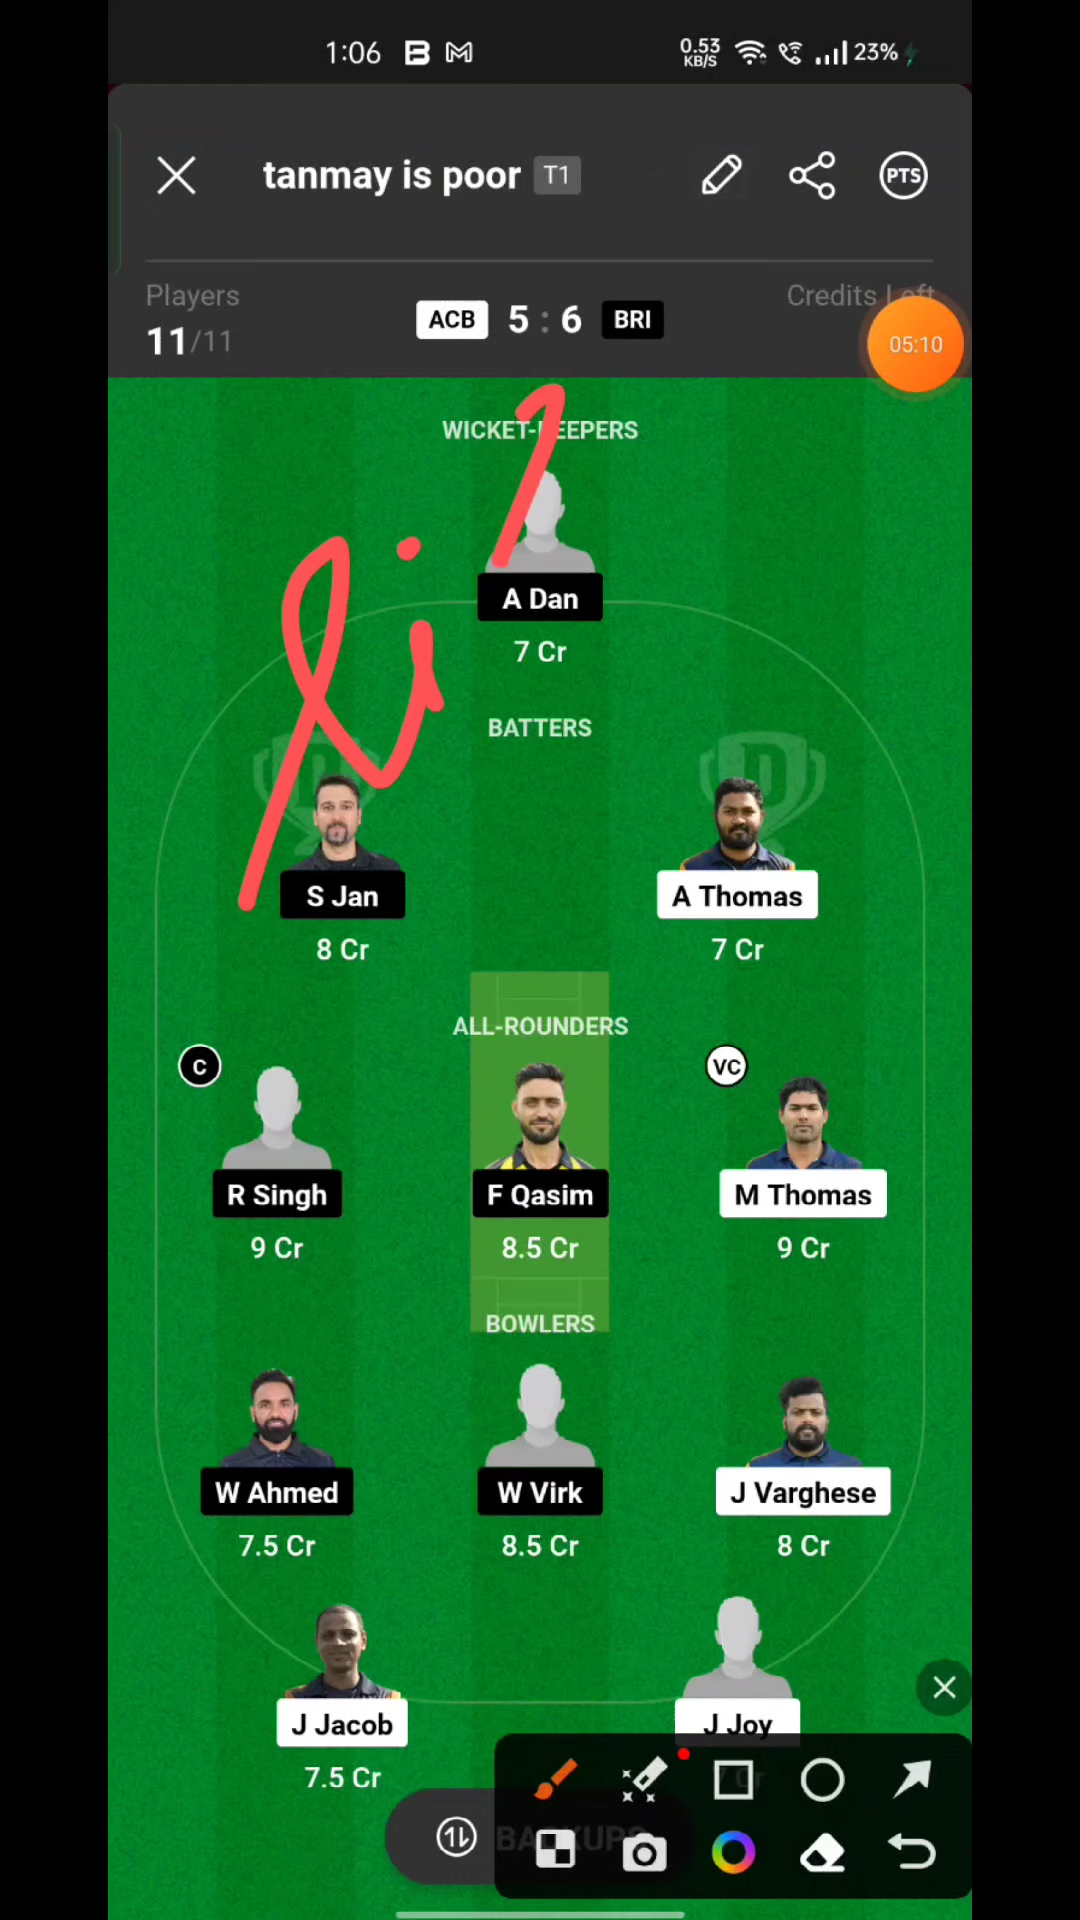 1:06 0.53 KB/S 23%
tanmay is poor T1 PTS
Players Credits Left
11/11 ACB 5 : 6 BRI
05:10
WICKET-KEEPERS
A Dan
7 Cr
BATTERS
S Jan A Thomas
8 Cr 7 Cr
ALL-ROUNDERS
C VC
R Singh F Qasim M Thomas
9 Cr 8.5 Cr 9 Cr
BOWLERS
W Ahmed W Virk J Varghese
7.5 Cr 8.5 Cr 8 Cr
J Jacob J Joy
7.5 Cr
BACKUPS